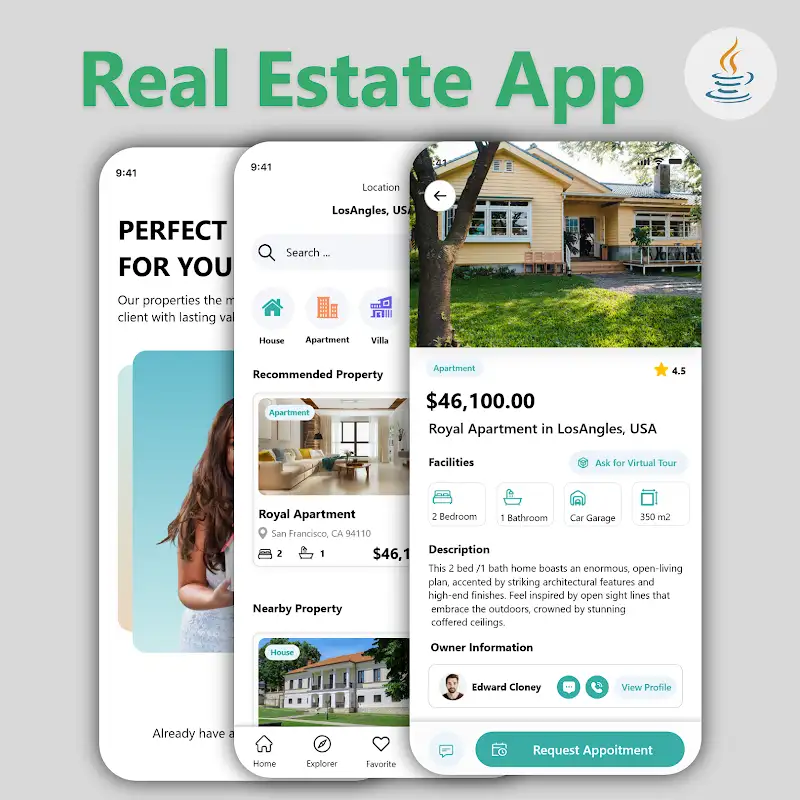 Real Estate App
9:41
PERFECT
FOR YOU
Our properties the m
client with lasting val
Already have a
9:41
Location
LosAngles, USA
Search ...
House
Apartment
Villa
Recommended Property
Apartment
Royal Apartment
San Francisco, CA 94110
2
1
$46,1
Nearby Property
House
Home
Explorer
Favorite
:41
Apartment
4.5
$46,100.00
Royal Apartment in LosAngles, USA
Facilities
Ask for Virtual Tour
2 Bedroom
1 Bathroom
Car Garage
350 m2
Description
This 2 bed /1 bath home boasts an enormous, open-living
plan, accented by striking architectural features and
high-end finishes. Feel inspired by open sight lines that
embrace the outdoors, crowned by stunning
coffered ceilings.
Owner Information
Edward Cloney
View Profile
Request Appoitment